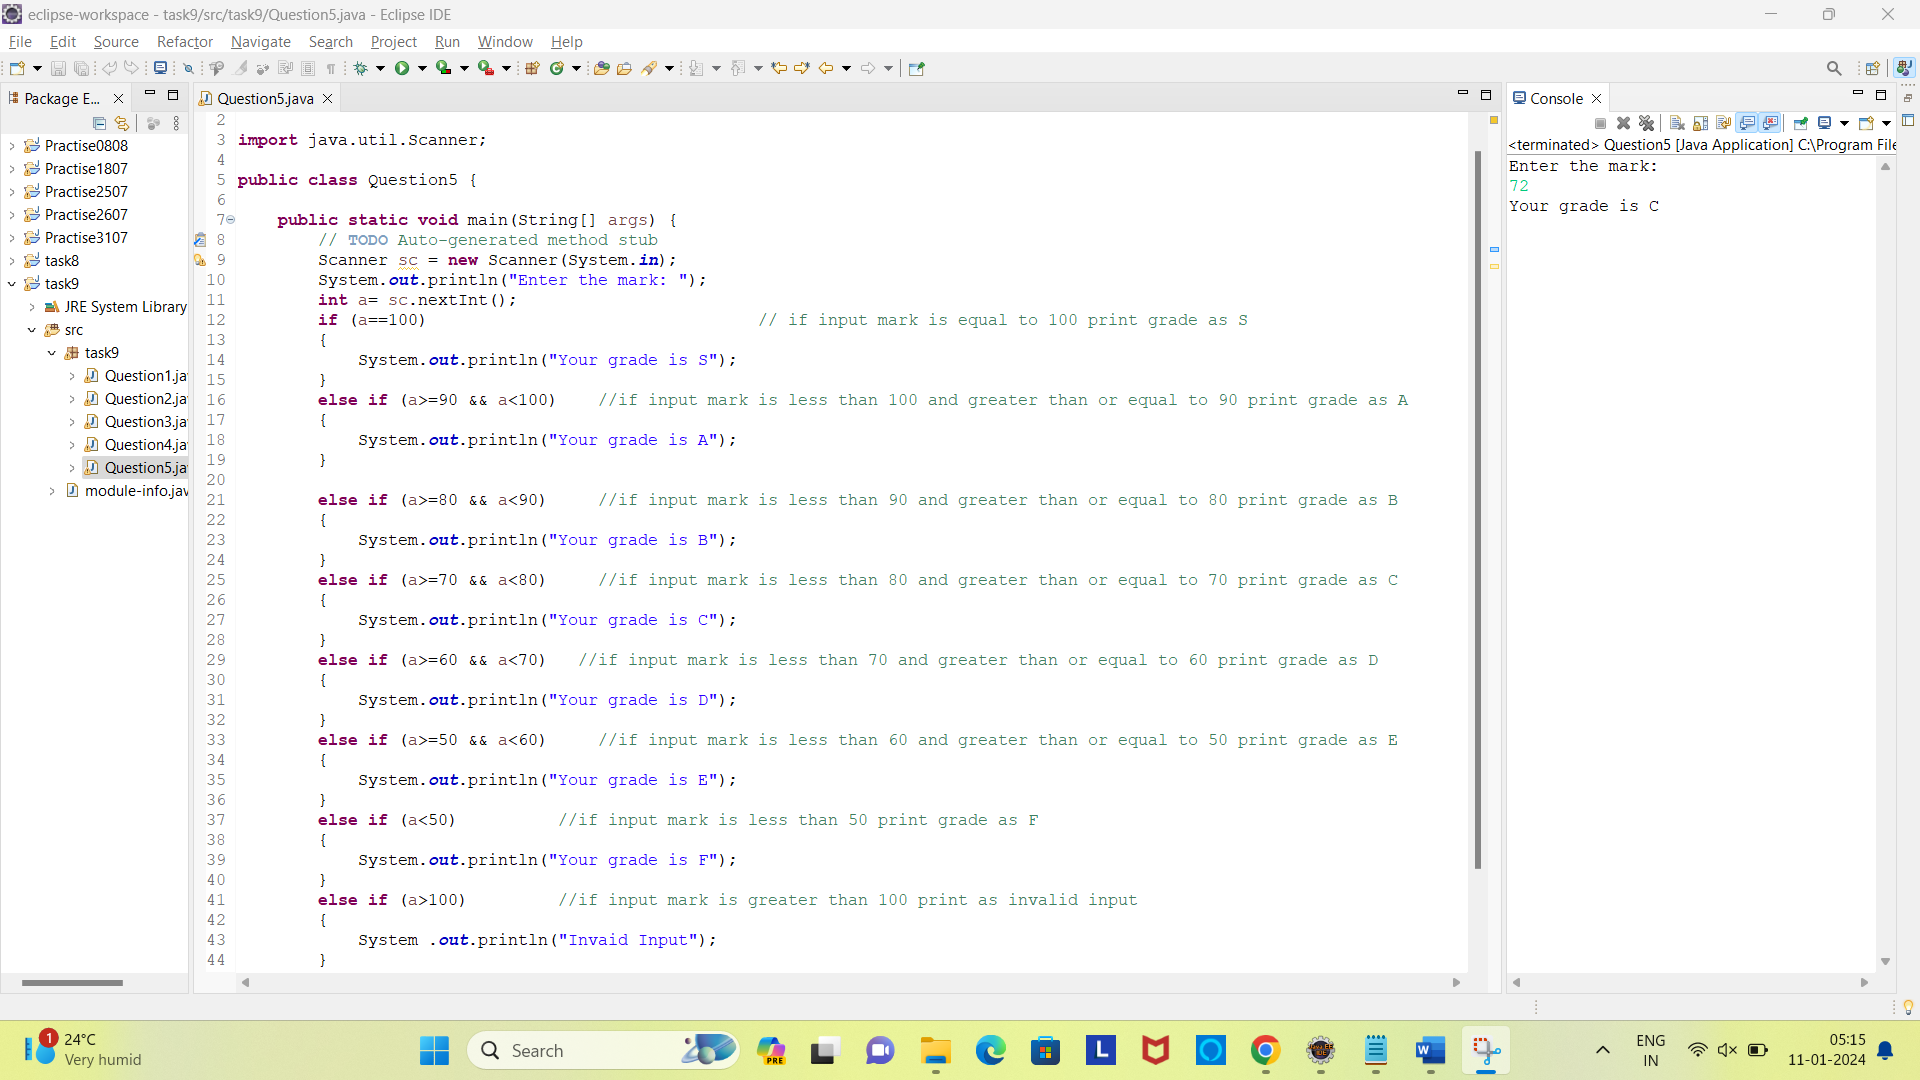 eclipse-workspace - task9/src/task9/Question5.java - Eclipse IDE
File Edit Source Refactor Navigate Search Project Run Window Help
Package E...
Practise0808
Practise1807
Practise2507
Practise2607
Practise3107
task8
task9
JRE System Library
src
task9
Question1.ja
Question2.ja
Question3.ja
Question4.ja
Question5.ja
module-info.jav
Question5.java
2
3 import java.util.Scanner;
4
5 public class Question5 {
6
7 public static void main(String[] args) {
8 // TODO Auto-generated method stub
9 Scanner sc = new Scanner(System.in);
10 System.out.println("Enter the mark: ");
11 int a= sc.nextInt();
12 if (a==100) // if input mark is equal to 100 print grade as S
13 {
14 System.out.println("Your grade is S");
15 }
16 else if (a>=90 && a<100) //if input mark is less than 100 and greater than or equal to 90 print grade as A
17 {
18 System.out.println("Your grade is A");
19 }
20
21 else if (a>=80 && a<90) //if input mark is less than 90 and greater than or equal to 80 print grade as B
22 {
23 System.out.println("Your grade is B");
24 }
25 else if (a>=70 && a<80) //if input mark is less than 80 and greater than or equal to 70 print grade as C
26 {
27 System.out.println("Your grade is C");
28 }
29 else if (a>=60 && a<70) //if input mark is less than 70 and greater than or equal to 60 print grade as D
30 {
31 System.out.println("Your grade is D");
32 }
33 else if (a>=50 && a<60) //if input mark is less than 60 and greater than or equal to 50 print grade as E
34 {
35 System.out.println("Your grade is E");
36 }
37 else if (a<50) //if input mark is less than 50 print grade as F
38 {
39 System.out.println("Your grade is F");
40 }
41 else if (a>100) //if input mark is greater than 100 print as invalid input
42 {
43 System .out.println("Invaid Input");
44 }
Console
<terminated> Question5 [Java Application] C:\Program File
Enter the mark:
72
Your grade is C
1
24°C
Very humid
Search
PRE
L
W
ENG
IN
05:15
11-01-2024